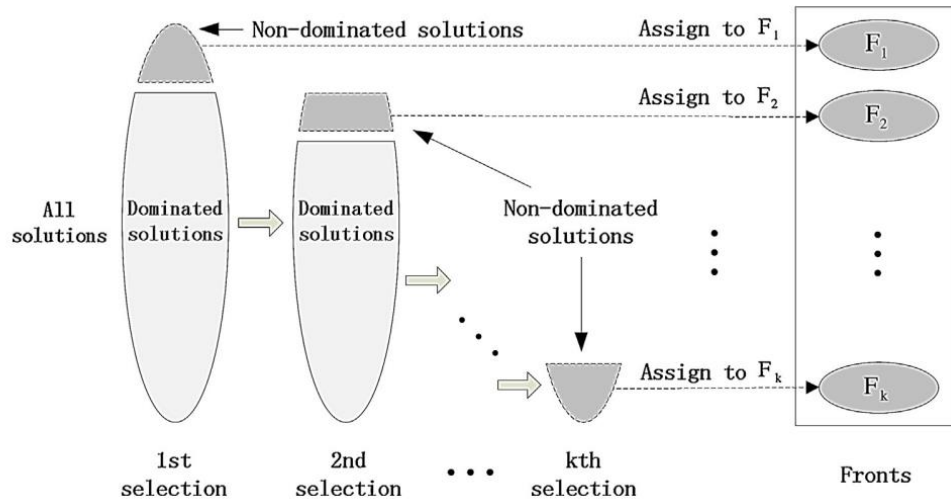 Non-dominated solutions
Assign to F1
F1
Assign to F2
F2
All
solutions
Dominated
solutions
Dominated
solutions
Non-dominated
solutions
Assign to Fk
Fk
1st
selection
2nd
selection
kth
selection
Fronts